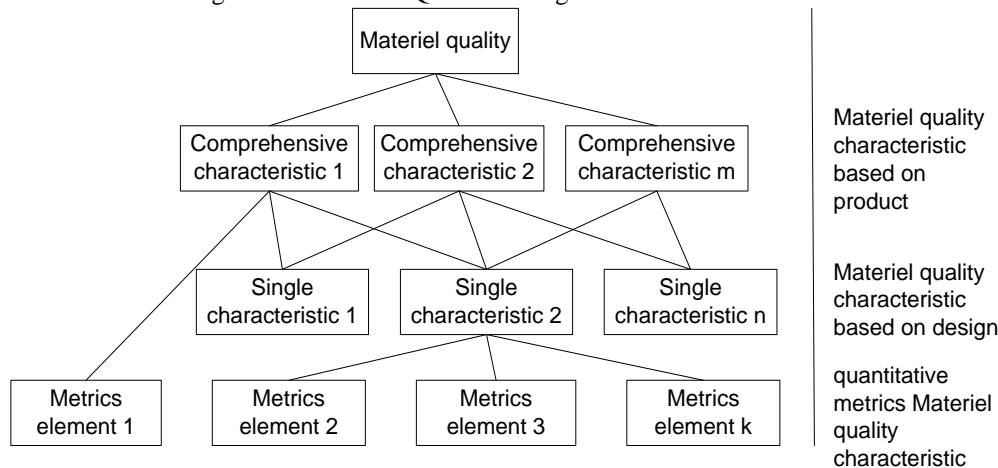 Materiel quality
Comprehensive
characteristic 1
Comprehensive
characteristic 2
Comprehensive
characteristic m
Materiel quality
characteristic
based on
product
Single
characteristic 1
Single
characteristic 2
Single
characteristic n
Materiel quality
characteristic
based on design
Metrics
element 1
Metrics
element 2
Metrics
element 3
Metrics
element k
quantitative
metrics Materiel
quality
characteristic